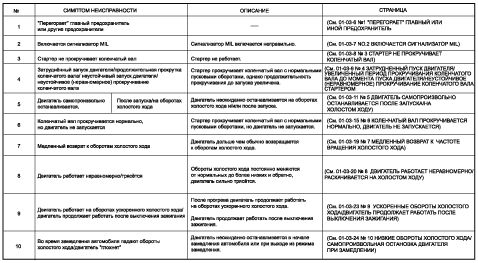 № СИМПТОМ НЕИСПРАВНОСТИ ОПИСАНИЕ СТРАНИЦА
1 "Перегорает" главный предохранитель или другие предохранители — (См. 01-03-6 №1 "ПЕРЕГОРАЕТ" ГЛАВНЫЙ ИЛИ ИНОЙ ПРЕДОХРАНИТЕЛЬ)
2 Включается сигнализатор MIL Сигнализатор MIL включается неправильно. (См. 01-03-7 NO.2 ВКЛЮЧАЕТСЯ СИГНАЛИЗАТОР MIL)
3 Стартер не прокручивает коленчатый вал Стартер не работает. (См. 01-03-8 № 3 СТАРТЕР НЕ ПРОКРУЧИВАЕТ КОЛЕНЧАТЫЙ ВАЛ)
4 Затруднённый запуск двигателя/продолжительная прокрутка коленчатого вала/ неустойчивый запуск двигателя/ неустойчивое (неравномерное) прокручивание коленчатого вала
Стартер прокручивает коленчатый вал с нормальными пусковыми оборотами, однако продолжительность прокручивания до запуска увеличена.
(См. 01-03-9 № 4 ЗАТРУДНЕННЫЙ ПУСК ДВИГАТЕЛЯ/ УВЕЛИЧЕННЫЙ ПЕРИОД ПРОКРУЧИВАНИЯ КОЛЕНЧАТОГО ВАЛА ДО МОМЕНТА ПУСКА ДВИГАТЕЛЯ/НЕУСТОЙЧИВОЕ (НЕРАВНОМЕРНОЕ) ПРОКРУЧИВАНИЕ КОЛЕНЧАТОГО ВАЛА СТАРТЕРОМ
5 Двигатель самопроизвольно останавливается. После запуска/на оборотах холостого хода
Двигатель неожиданно останавливается на оборотах холостого хода и/или после запуска.
(См. 01-03-11 № 5 ДВИГАТЕЛЬ САМОПРОИЗВОЛЬНО ОСТАНАВЛИВАЕТСЯ ПОСЛЕ ЗАПУСКА/НА ХОЛОСТОМ ХОДУ)
6 Коленчатый вал прокручивается нормально, но двигатель не запускается
Стартер прокручивает коленчатый вал с нормальными пусковыми оборотами, но двигатель не запускается.
(См. 01-03-15 № 6 КОЛЕНЧАТЫЙ ВАЛ ПРОКРУЧИВАЕТСЯ НОРМАЛЬНО, ДВИГАТЕЛЬ НЕ ЗАПУСКАЕТСЯ)
7 Медленный возврат к оборотам холостого хода
Двигатель дольше чем обычно возвращается к оборотам холостого хода.
(См. 01-03-19 № 7 МЕДЛЕННЫЙ ВОЗВРАТ К ЧАСТОТЕ ВРАЩЕНИЯ ХОЛОСТОГО ХОДА)
8 Двигатель работает неравномерно/троится
Обороты холостого хода постоянно меняются от нормальных до более низких и обратно, двигатель сильно троится.
(См. 01-03-20 № 8 ДВИГАТЕЛЬ РАБОТАЕТ НЕРАВНОМЕРНО/ РАСКАЧИВАЕТСЯ НА ХОЛОСТОМ ХОДУ)
9 Двигатель работает на оборотах ускоренного холостого хода/ двигатель продолжает работать после выключения зажигания
После прогрева двигатель продолжает работать на оборотах ускоренного холостого хода.
Двигатель продолжает работать после выключения зажигания.
(См. 01-03-23 № 9 УСКОРЕННЫЕ ОБОРОТЫ ХОЛОСТОГО ХОДА/ДВИГАТЕЛЬ ПРОДОЛЖАЕТ РАБОТАТЬ ПОСЛЕ ВЫКЛЮЧЕНИЯ ЗАЖИГАНИЯ)
10 Во время замедления автомобиля падают обороты холостого хода/двигатель "глохнет"
Двигатель неожиданно останавливается в начале замедления автомобиля или при выходе из режима замедления.
(См. 01-03-24 № 10 НИЗКИЕ ОБОРОТЫ ХОЛОСТОГО ХОДА/ САМОПРОИЗВОЛЬНАЯ ОСТАНОВКА ДВИГАТЕЛЯ ПРИ ЗАМЕДЛЕНИИ)